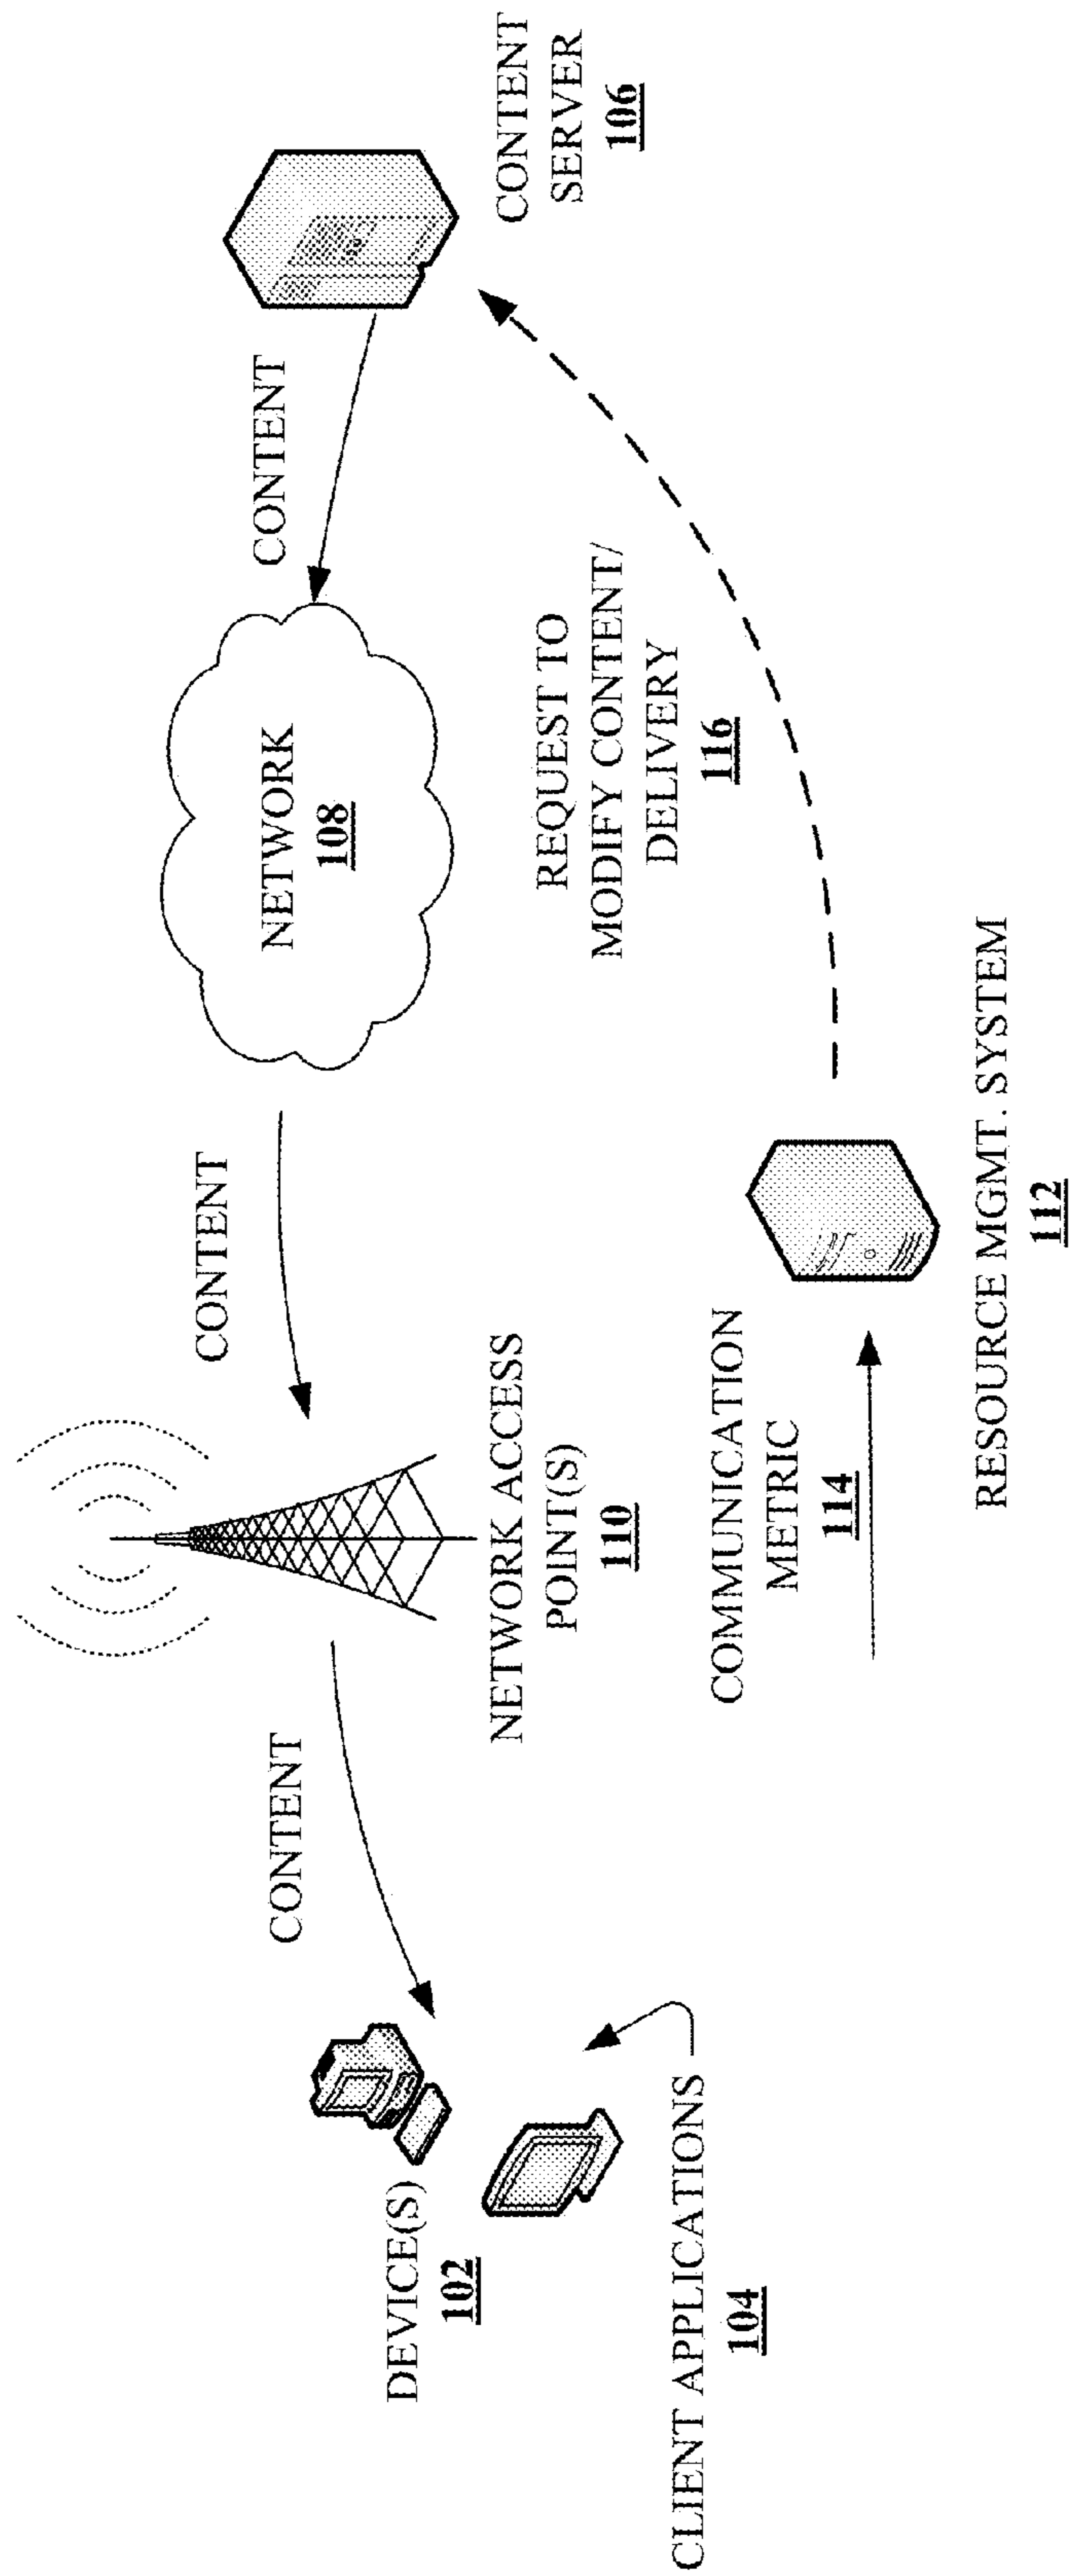 CONTENT
SERVER
106
CONTENT
NETWORK
108
CONTENT
NETWORK ACCESS
POINT(S)
110
CONTENT
DEVICE(S)
102
CLIENT APPLICATIONS
104
COMMUNICATION
METRIC
114
RESOURCE MGMT. SYSTEM
112
REQUEST TO
MODIFY CONTENT/
DELIVERY
116